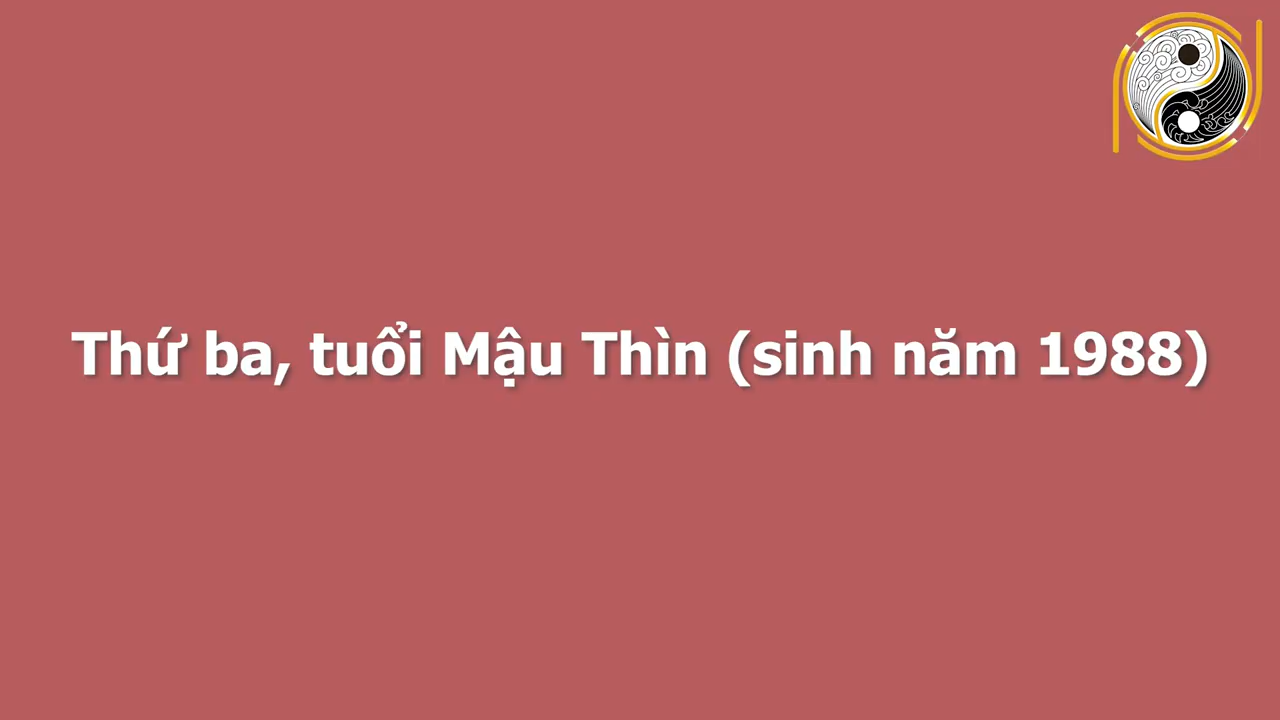 Thứ ba, tuổi Mậu Thìn (sinh năm 1988)